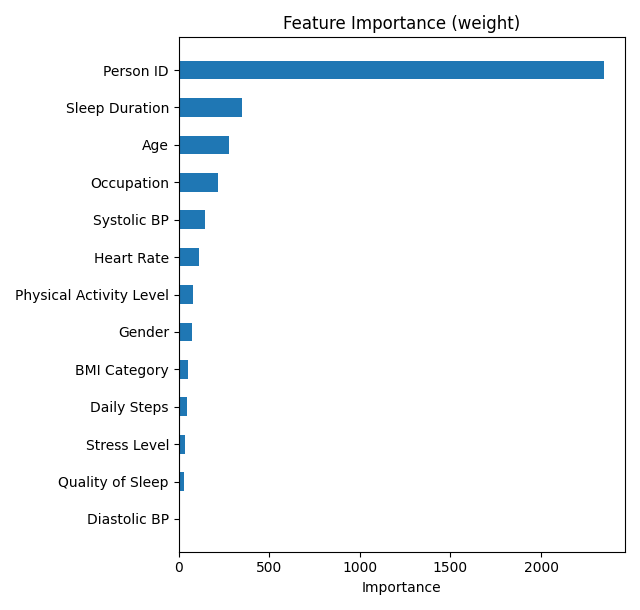 Feature Importance (weight)
Person ID
Sleep Duration
Age
Occupation
Systolic BP
Heart Rate
Physical Activity Level
Gender
BMI Category
Daily Steps
Stress Level
Quality of Sleep
Diastolic BP
0 500 1000 1500 2000
Importance